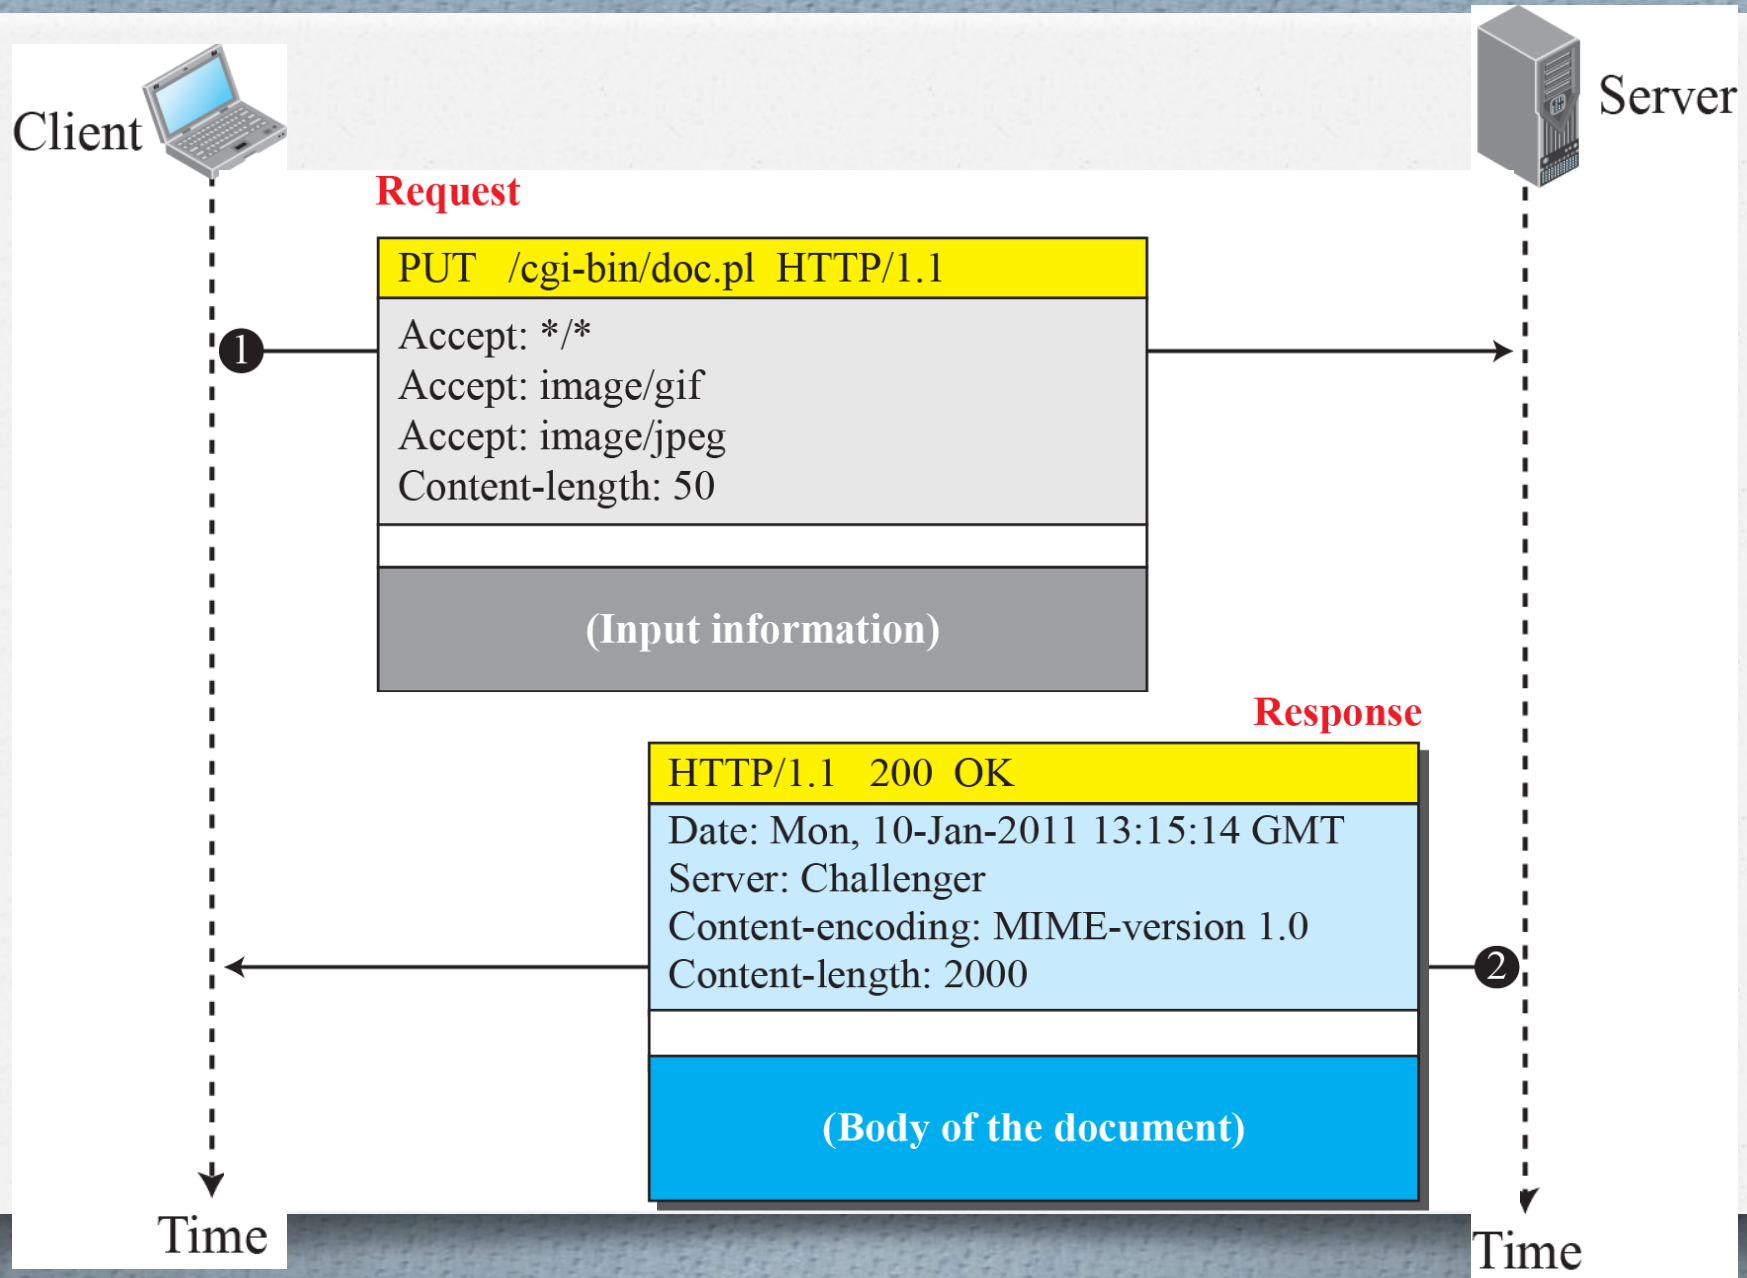 Client
Server
Request
PUT /cgi-bin/doc.pl HTTP/1.1
1
Accept: */*
Accept: image/gif
Accept: image/jpeg
Content-length: 50
(Input information)
Response
HTTP/1.1 200 OK
Date: Mon, 10-Jan-2011 13:15:14 GMT
Server: Challenger
Content-encoding: MIME-version 1.0
Content-length: 2000
2
(Body of the document)
Time
Time